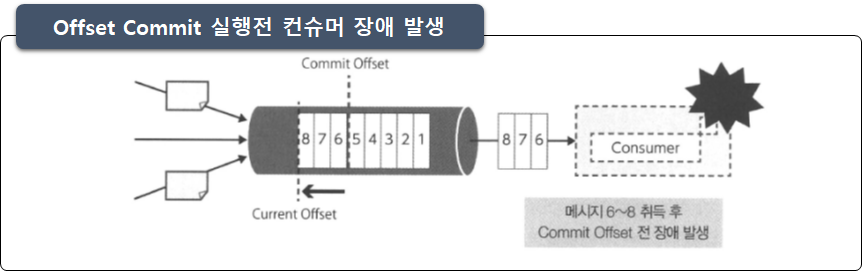 Offset Commit 실행전 컨슈머 장애 발생
Commit Offset
8 7 6 5 4 3 2 1
8 7 6
Consumer
Current Offset
메시지 6~8 취득 후
Commit Offset 전 장애 발생